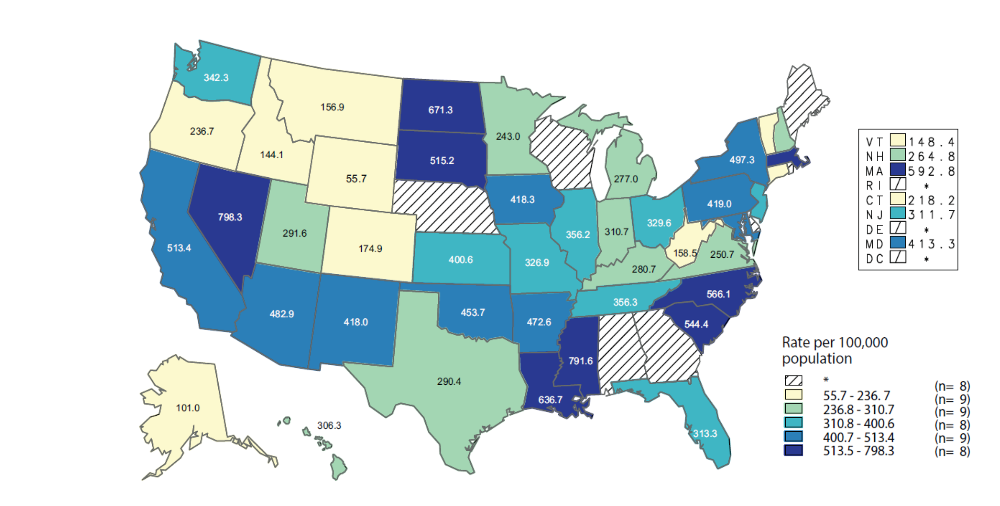 342.3
156.9
671.3
236.7
243.0
144.1
515.2
497.3
55.7
277.0
418.3
419.0
798.3
291.6
356.2
310.7
329.6
513.4
174.9
400.6
326.9
158.5
250.7
280.7
566.1
356.3
482.9
418.0
453.7
472.6
544.4
791.6
290.4
636.7
101.0
306.3
313.3
VT 148.4
NH 264.8
MA 592.8
RI *
CT 218.2
NJ 311.7
DE *
MD 413.3
DC *
Rate per 100,000
population
* (n= 8)
55.7 - 236. 7 (n= 9)
236.8 - 310.7 (n= 9)
310.8 - 400.6 (n= 8)
400.7 - 513.4 (n= 9)
513.5 - 798.3 (n= 8)